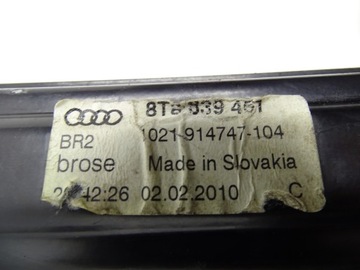 8T8 839 461
BR2 1021-914747-104
brose Made in Slovakia
42:26 02.02.2010 C